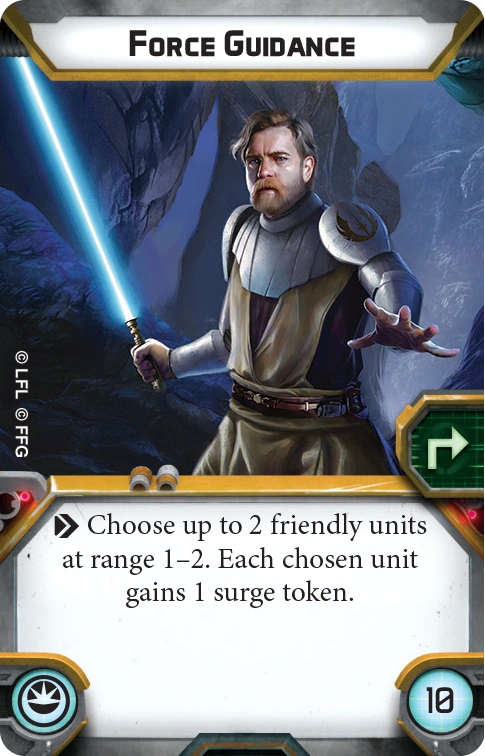 Force Guidance
© LFL © FFG
Choose up to 2 friendly units
at range 1–2. Each chosen unit
gains 1 surge token.
10